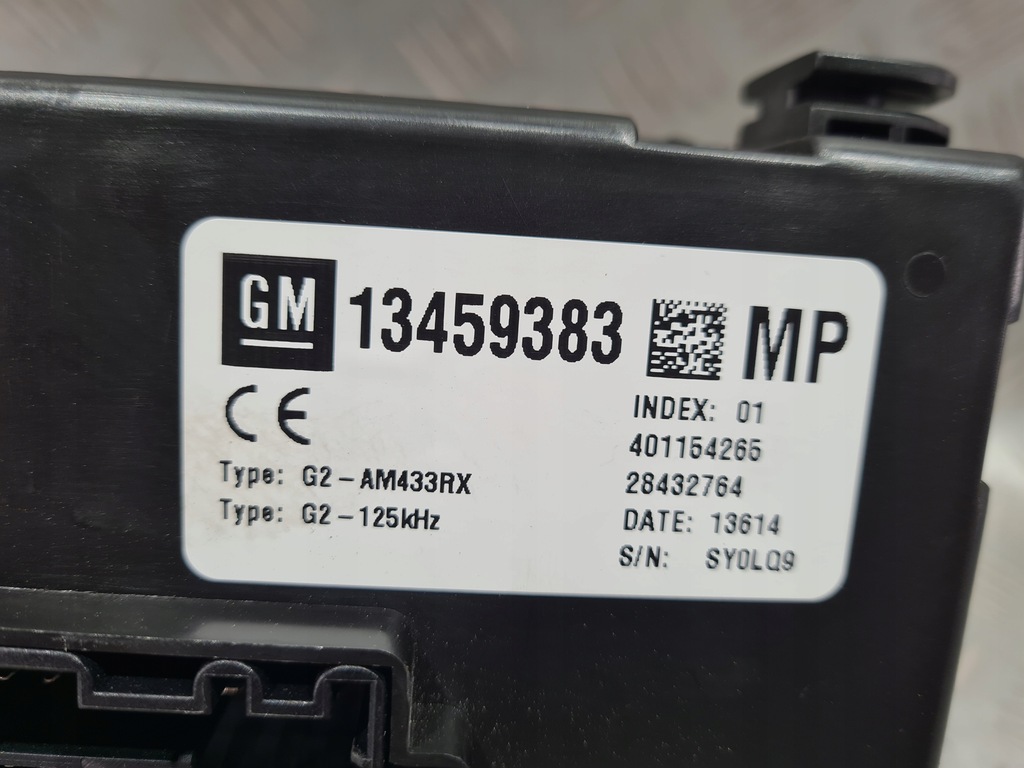 GM 13459383 MP
CE
Type: G2-AM433RX
Type: G2-125kHz
INDEX: 01
401154265
28432764
DATE: 13614
S/N: SY0LQ9